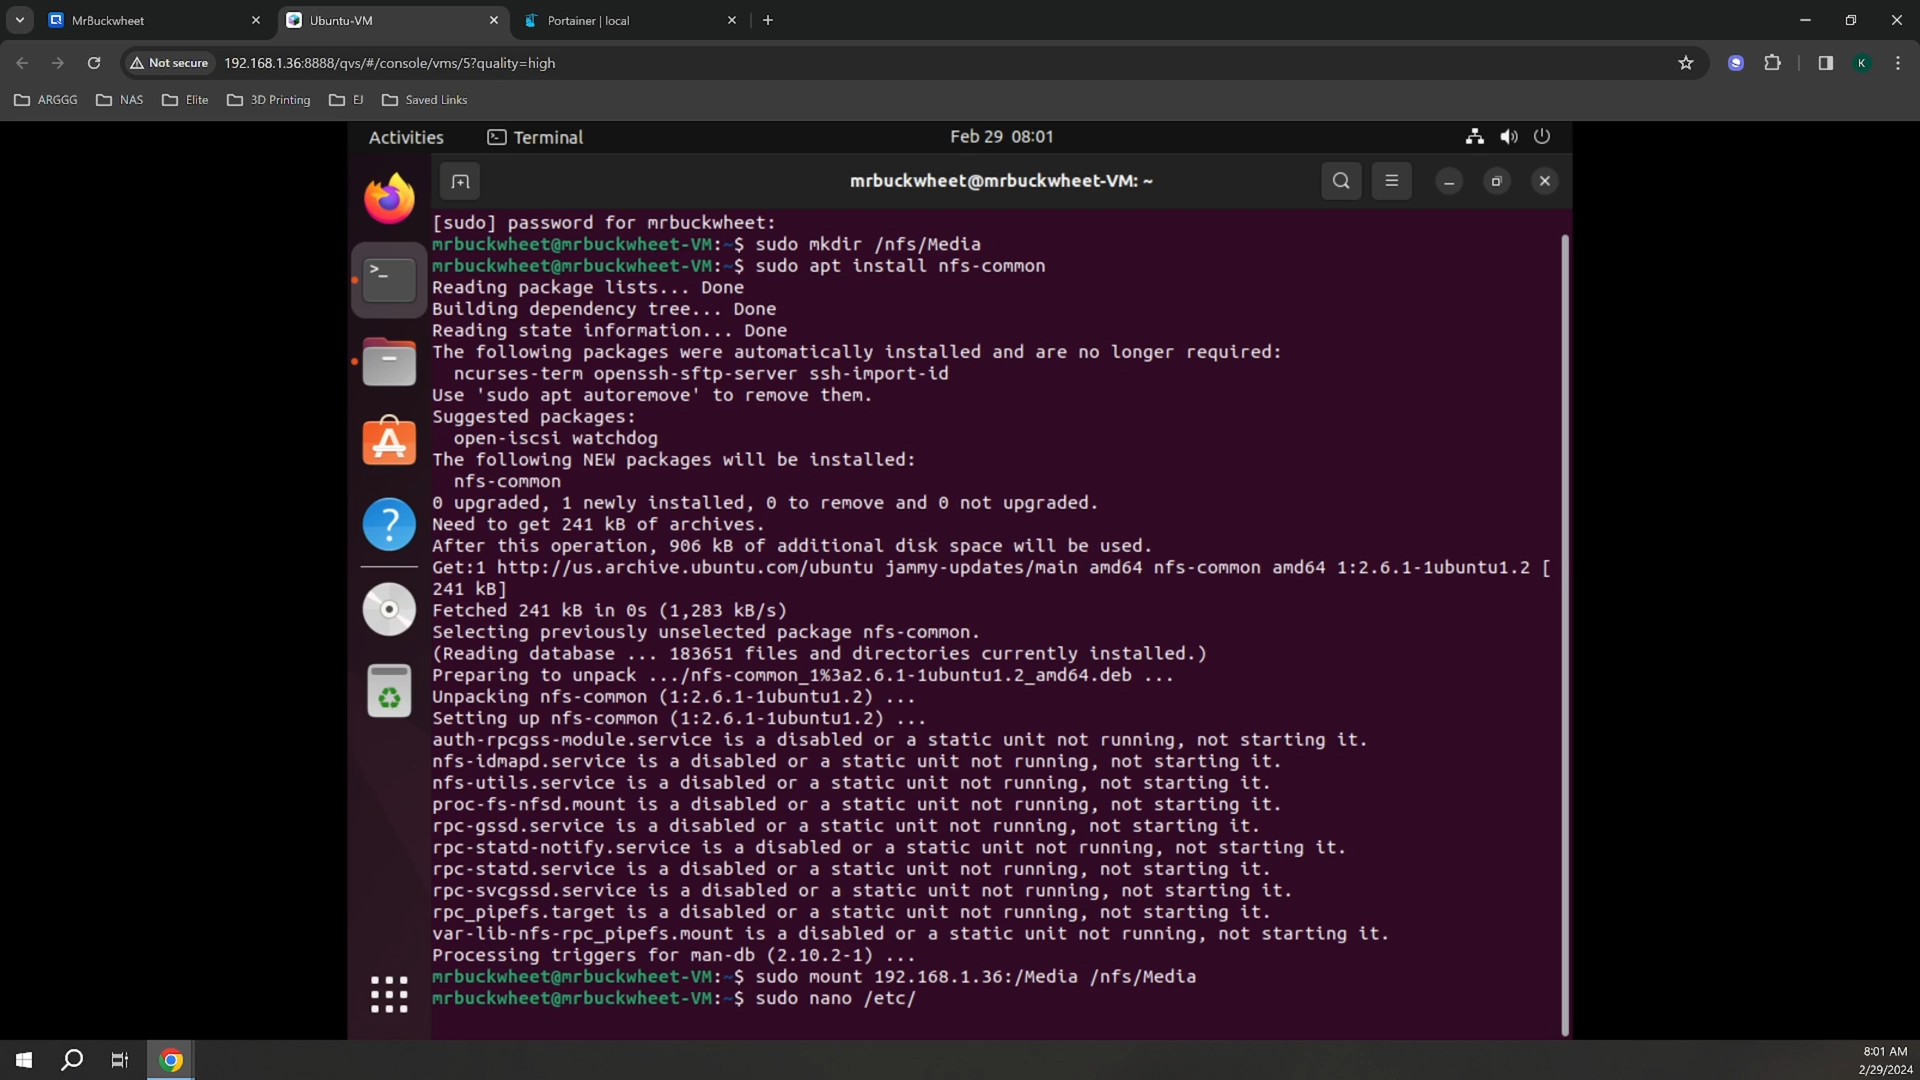 MrBuckwheet
Ubuntu-VM
Portainer | local
Not secure
192.168.1.36:8888/qvs/#/console/vms/5?quality=high
K
ARGGG
NAS
Elite
3D Printing
EJ
Saved Links
Activities
Terminal
Feb 29 08:01
mrbuckwheet@mrbuckwheet-VM: ~
[sudo] password for mrbuckwheet:
mrbuckwheet@mrbuckwheet-VM:~$ sudo mkdir /nfs/Media
mrbuckwheet@mrbuckwheet-VM:~$ sudo apt install nfs-common
Reading package lists... Done
Building dependency tree... Done
Reading state information... Done
The following packages were automatically installed and are no longer required:
ncurses-term openssh-sftp-server ssh-import-id
Use 'sudo apt autoremove' to remove them.
Suggested packages:
open-iscsi watchdog
The following NEW packages will be installed:
nfs-common
0 upgraded, 1 newly installed, 0 to remove and 0 not upgraded.
Need to get 241 kB of archives.
After this operation, 906 kB of additional disk space will be used.
Get:1 http://us.archive.ubuntu.com/ubuntu jammy-updates/main amd64 nfs-common amd64 1:2.6.1-1ubuntu1.2 [
241 kB]
Fetched 241 kB in 0s (1,283 kB/s)
Selecting previously unselected package nfs-common.
(Reading database ... 183651 files and directories currently installed.)
Preparing to unpack .../nfs-common_1%3a2.6.1-1ubuntu1.2_amd64.deb ...
Unpacking nfs-common (1:2.6.1-1ubuntu1.2) ...
Setting up nfs-common (1:2.6.1-1ubuntu1.2) ...
auth-rpcgss-module.service is a disabled or a static unit not running, not starting it.
nfs-idmapd.service is a disabled or a static unit not running, not starting it.
nfs-utils.service is a disabled or a static unit not running, not starting it.
proc-fs-nfsd.mount is a disabled or a static unit not running, not starting it.
rpc-gssd.service is a disabled or a static unit not running, not starting it.
rpc-statd-notify.service is a disabled or a static unit not running, not starting it.
rpc-statd.service is a disabled or a static unit not running, not starting it.
rpc-svcgssd.service is a disabled or a static unit not running, not starting it.
rpc_pipefs.target is a disabled or a static unit not running, not starting it.
var-lib-nfs-rpc_pipefs.mount is a disabled or a static unit not running, not starting it.
Processing triggers for man-db (2.10.2-1) ...
mrbuckwheet@mrbuckwheet-VM:~$ sudo mount 192.168.1.36:/Media /nfs/Media
mrbuckwheet@mrbuckwheet-VM:~$ sudo nano /etc/
8:01 AM
2/29/2024